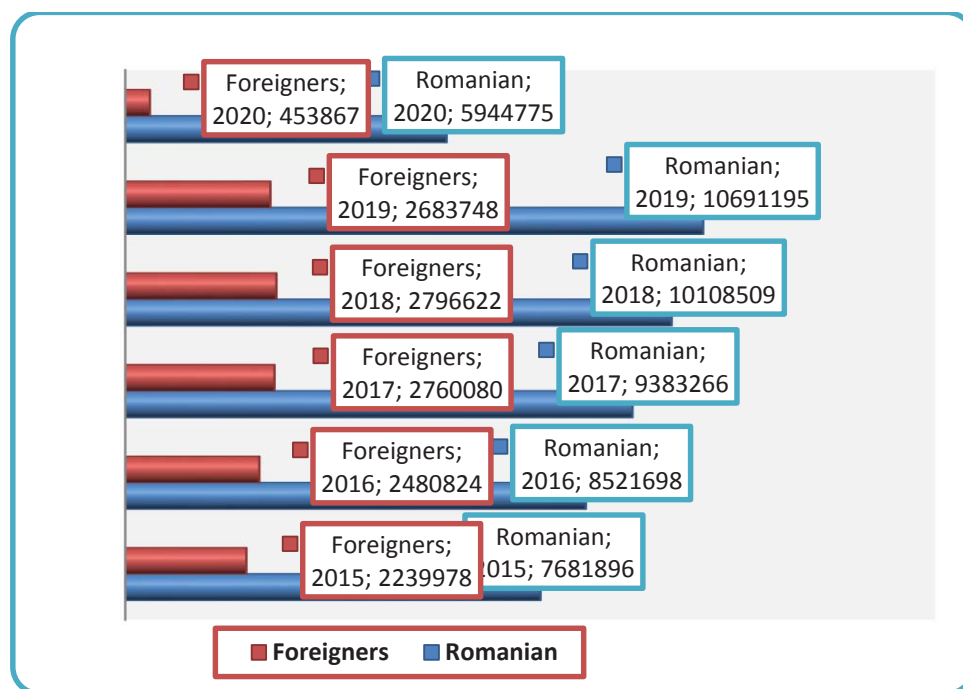 Foreigners;
2020; 453867
Romanian;
2020; 5944775
Foreigners;
2019; 2683748
Romanian;
2019; 10691195
Foreigners;
2018; 2796622
Romanian;
2018; 10108509
Foreigners;
2017; 2760080
Romanian;
2017; 9383266
Foreigners;
2016; 2480824
Romanian;
2016; 8521698
Foreigners;
2015; 2239978
Romanian;
2015; 7681896
Foreigners Romanian